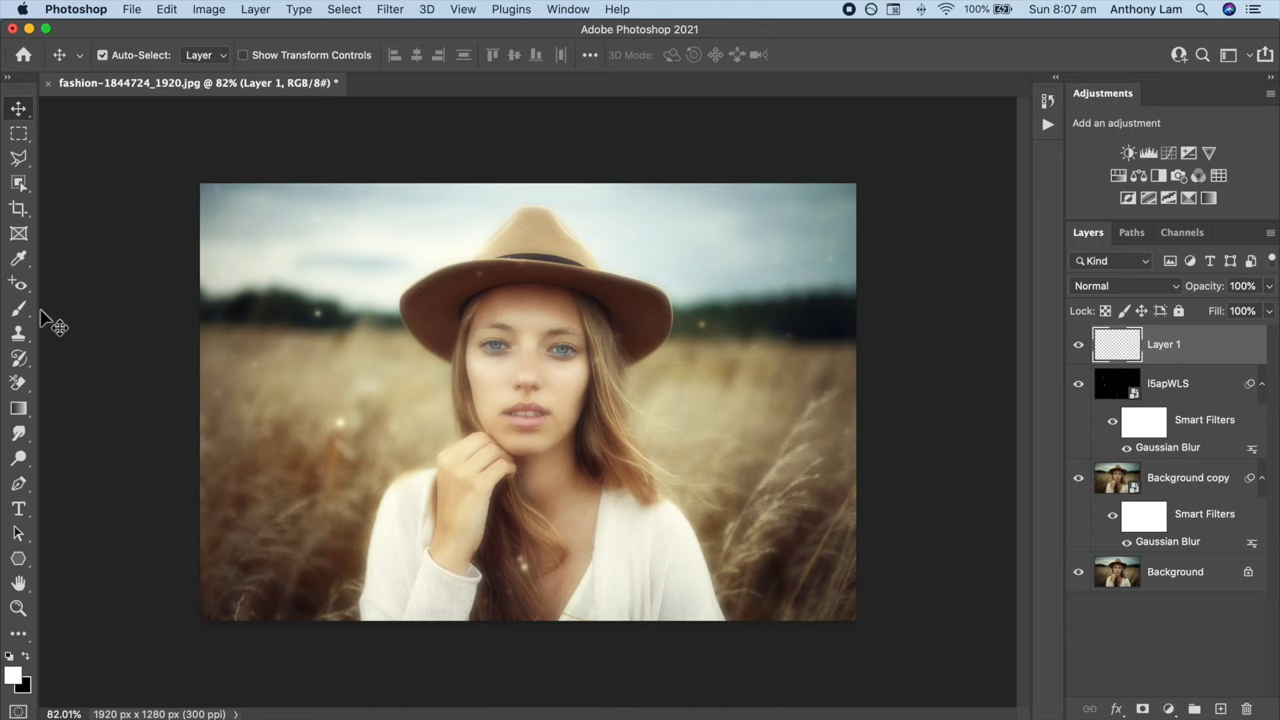 Photoshop File Edit Image Layer Type Select Filter 3D View Plugins Window Help 100% Sun 8:07 am Anthony Lam
Adobe Photoshop 2021
Auto-Select: Layer Show Transform Controls 3D Mode:
fashion-1844724_1920.jpg @ 82% (Layer 1, RGB/8#) *
Adjustments
Add an adjustment
Layers Paths Channels
Kind
Normal Opacity: 100%
Lock: Fill: 100%
Layer 1
I5apWLS
Smart Filters
Gaussian Blur
Background copy
Smart Filters
Gaussian Blur
Background
82.01% 1920 px x 1280 px (300 ppi)